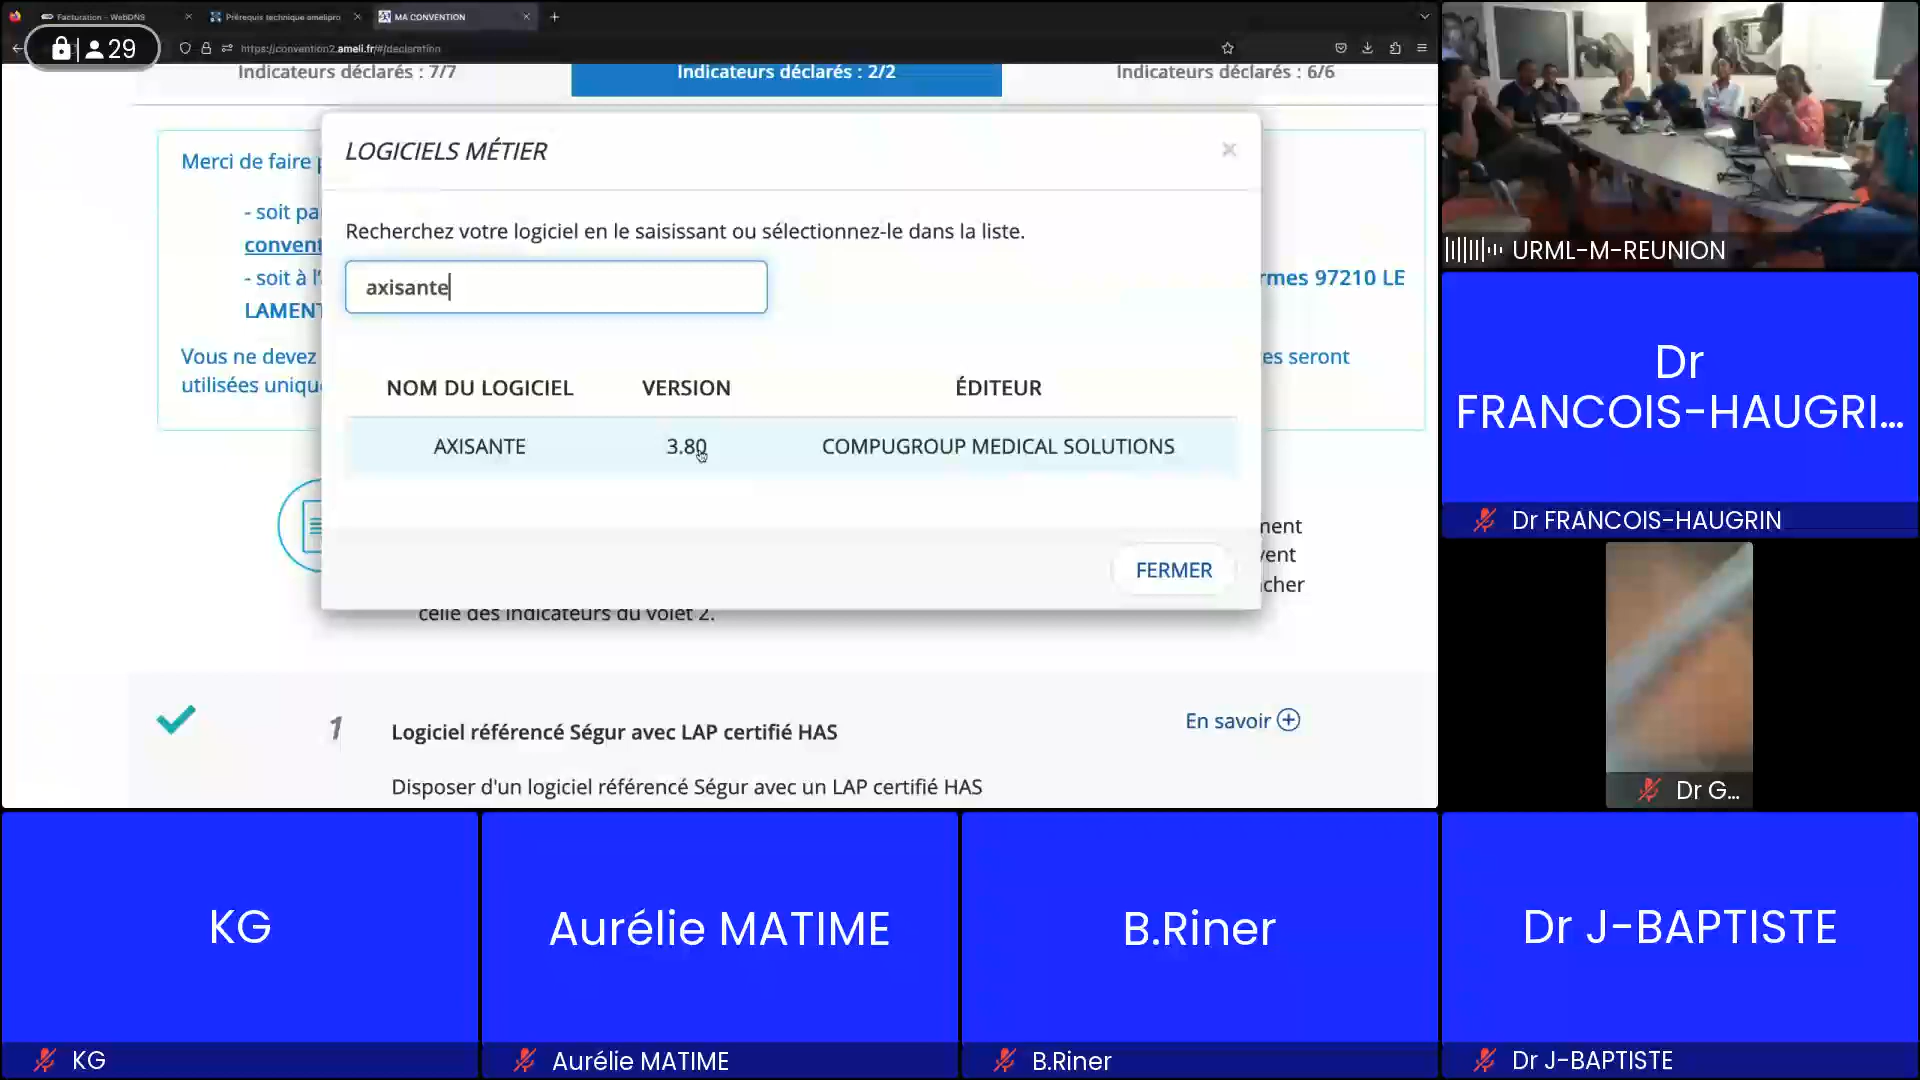 Facturation - WebDNS
Prérequis technique amelipro
MA CONVENTION
29
https://convention2.ameli.fr/#/declaration
Indicateurs déclarés : 7/7
Indicateurs déclarés : 2/2
Indicateurs déclarés : 6/6
Merci de faire
- soit pa
convent
- soit à l'
LAMENT
rmes 97210 LE
Vous ne devez
es seront
utilisées uniqu
LOGICIELS MÉTIER
×
Recherchez votre logiciel en le saisissant ou sélectionnez-le dans la liste.
axisante
NOM DU LOGICIEL
VERSION
ÉDITEUR
AXISANTE
3.80
COMPUGROUP MEDICAL SOLUTIONS
FERMER
ment
vent
cher
celle des indicateurs du volet 2.
1
Logiciel référencé Ségur avec LAP certifié HAS
En savoir
Disposer d'un logiciel référencé Ségur avec un LAP certifié HAS
URML-M-REUNION
Dr
FRANCOIS-HAUGRI...
Dr FRANCOIS-HAUGRIN
Dr G...
KG
KG
Aurélie MATIME
Aurélie MATIME
B.Riner
B.Riner
Dr J-BAPTISTE
Dr J-BAPTISTE